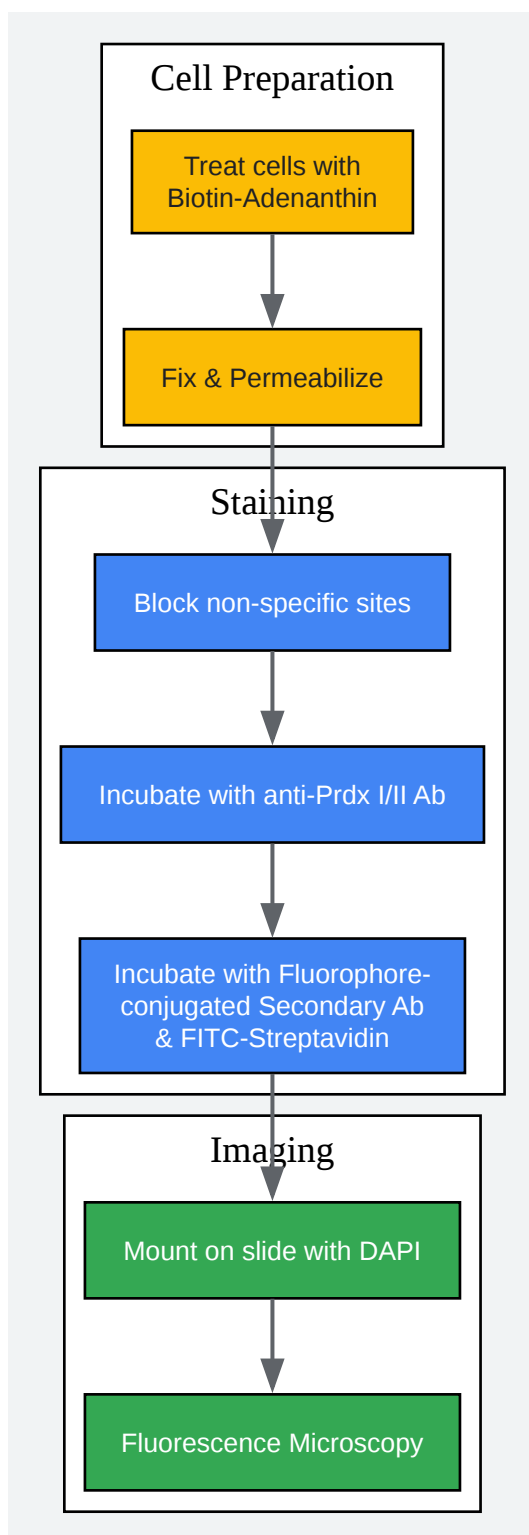 Cell Preparation
Treat cells with
Biotin-Adenanthin
Fix & Permeabilize
Staining
Block non-specific sites
Incubate with anti-Prdx I/II Ab
Incubate with Fluorophore-
conjugated Secondary Ab
& FITC-Streptavidin
Imaging
Mount on slide with DAPI
Fluorescence Microscopy